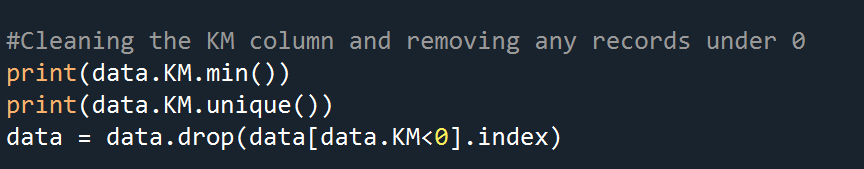 #Cleaning the KM column and removing any records under 0
print(data.KM.min())
print(data.KM.unique())
data = data.drop(data[data.KM<0].index)